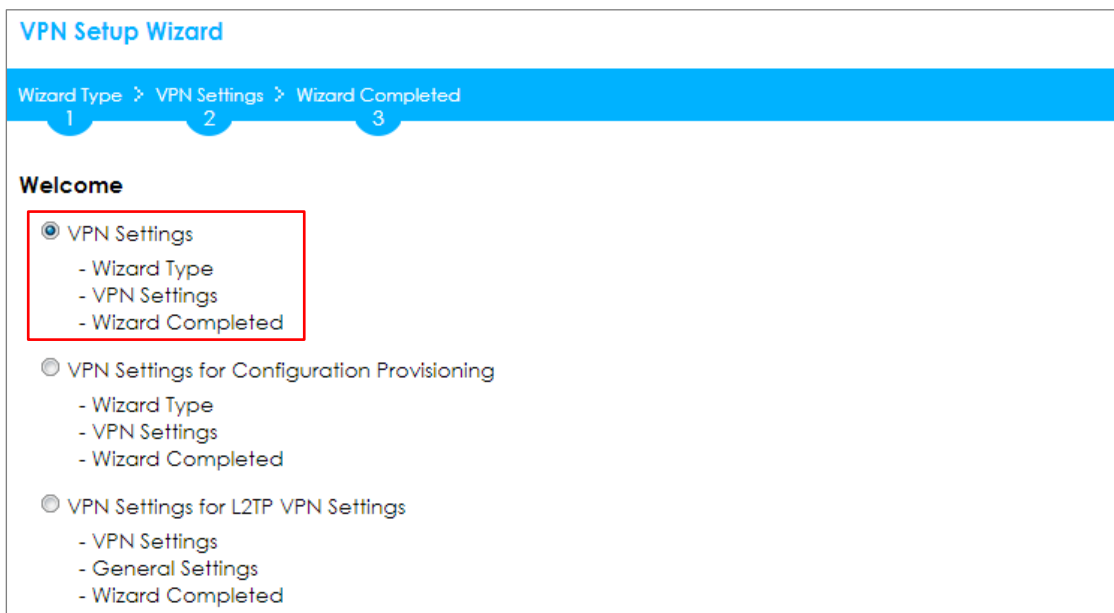 VPN Setup Wizard
Wizard Type > VPN Settings > Wizard Completed
1 2 3
Welcome
VPN Settings
- Wizard Type
- VPN Settings
- Wizard Completed
VPN Settings for Configuration Provisioning
- Wizard Type
- VPN Settings
- Wizard Completed
VPN Settings for L2TP VPN Settings
- VPN Settings
- General Settings
- Wizard Completed